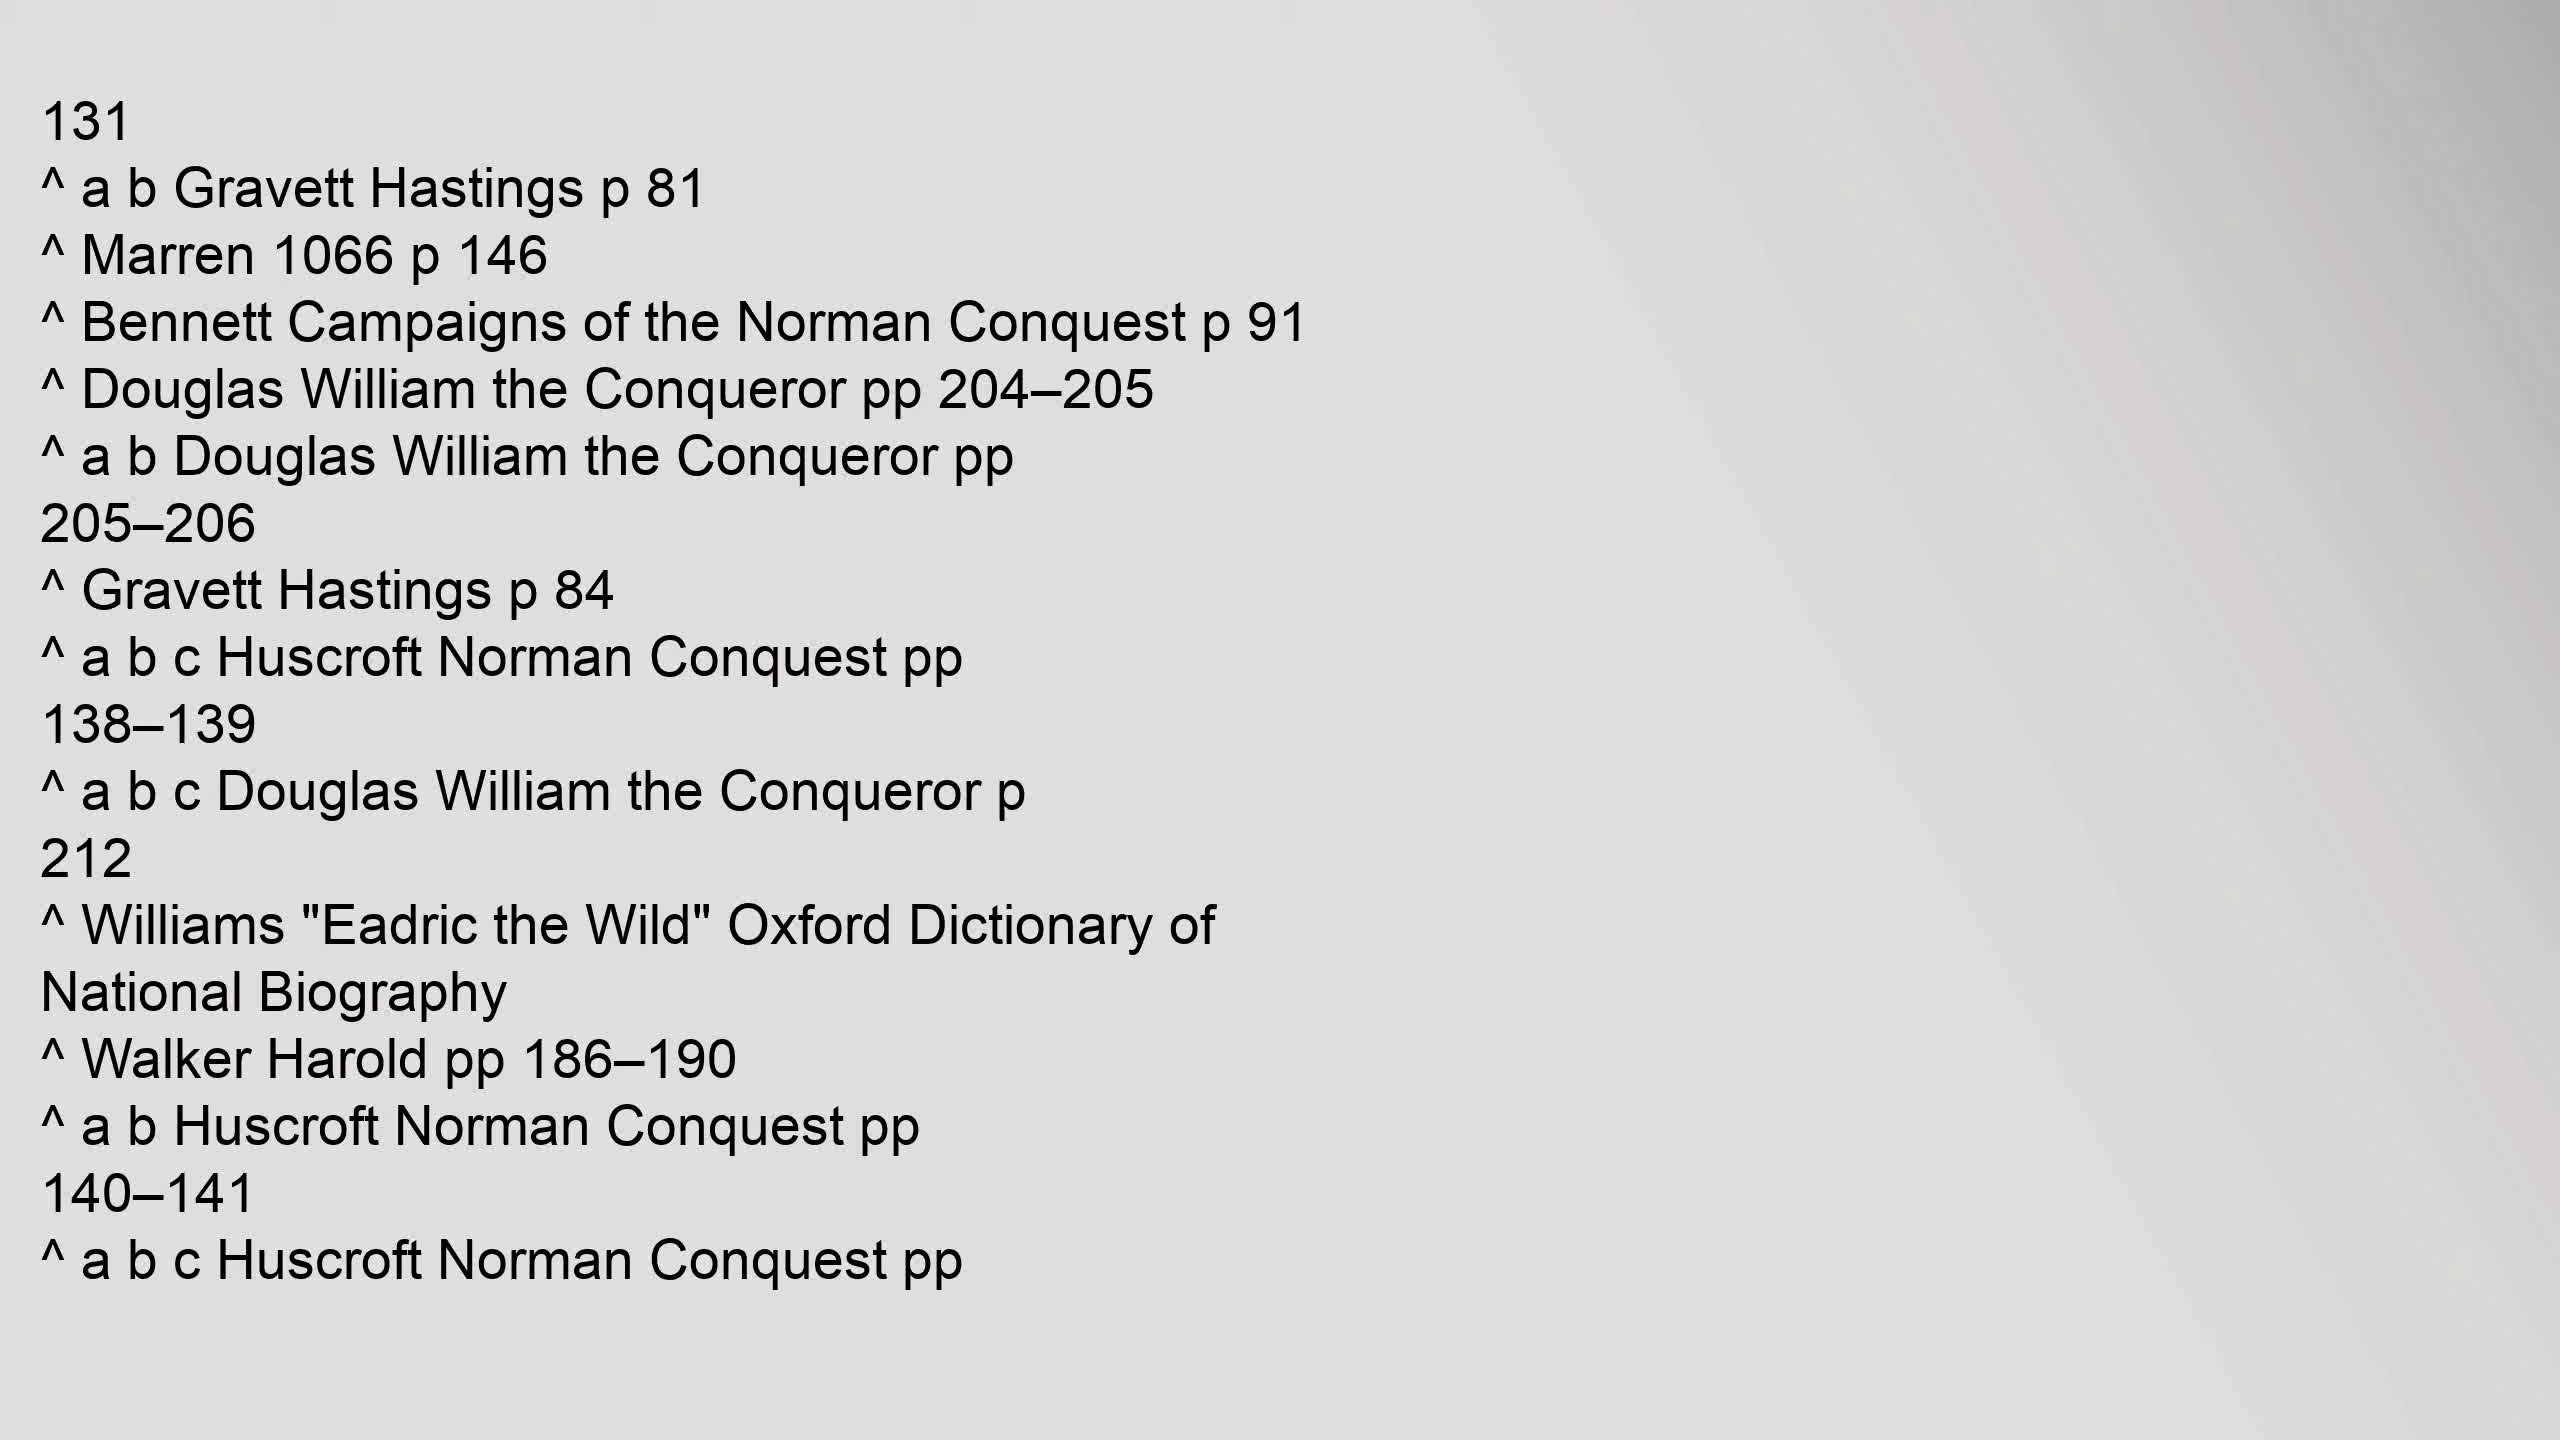 131
^ a b Gravett Hastings p 81
^ Marren 1066 p 146
^ Bennett Campaigns of the Norman Conquest p 91
^ Douglas William the Conqueror pp 204–205
^ a b Douglas William the Conqueror pp
205–206
^ Gravett Hastings p 84
^ a b c Huscroft Norman Conquest pp
138–139
^ a b c Douglas William the Conqueror p
212
^ Williams "Eadric the Wild" Oxford Dictionary of
National Biography
^ Walker Harold pp 186–190
^ a b Huscroft Norman Conquest pp
140–141
^ a b c Huscroft Norman Conquest pp